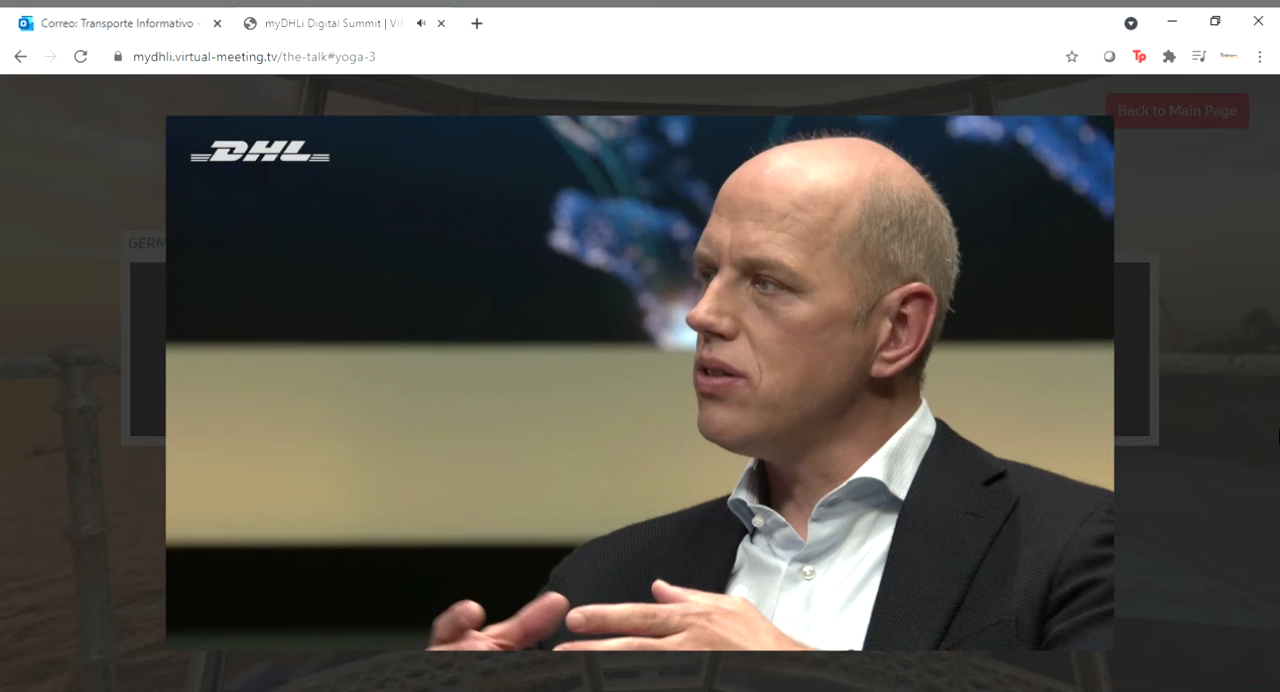 Correo: Transporte Informativo -
myDHLi Digital Summit | VI
mydhli.virtual-meeting.tv/the-talk#yoga-3
Tp
Back to Main Page
DHL
GERM